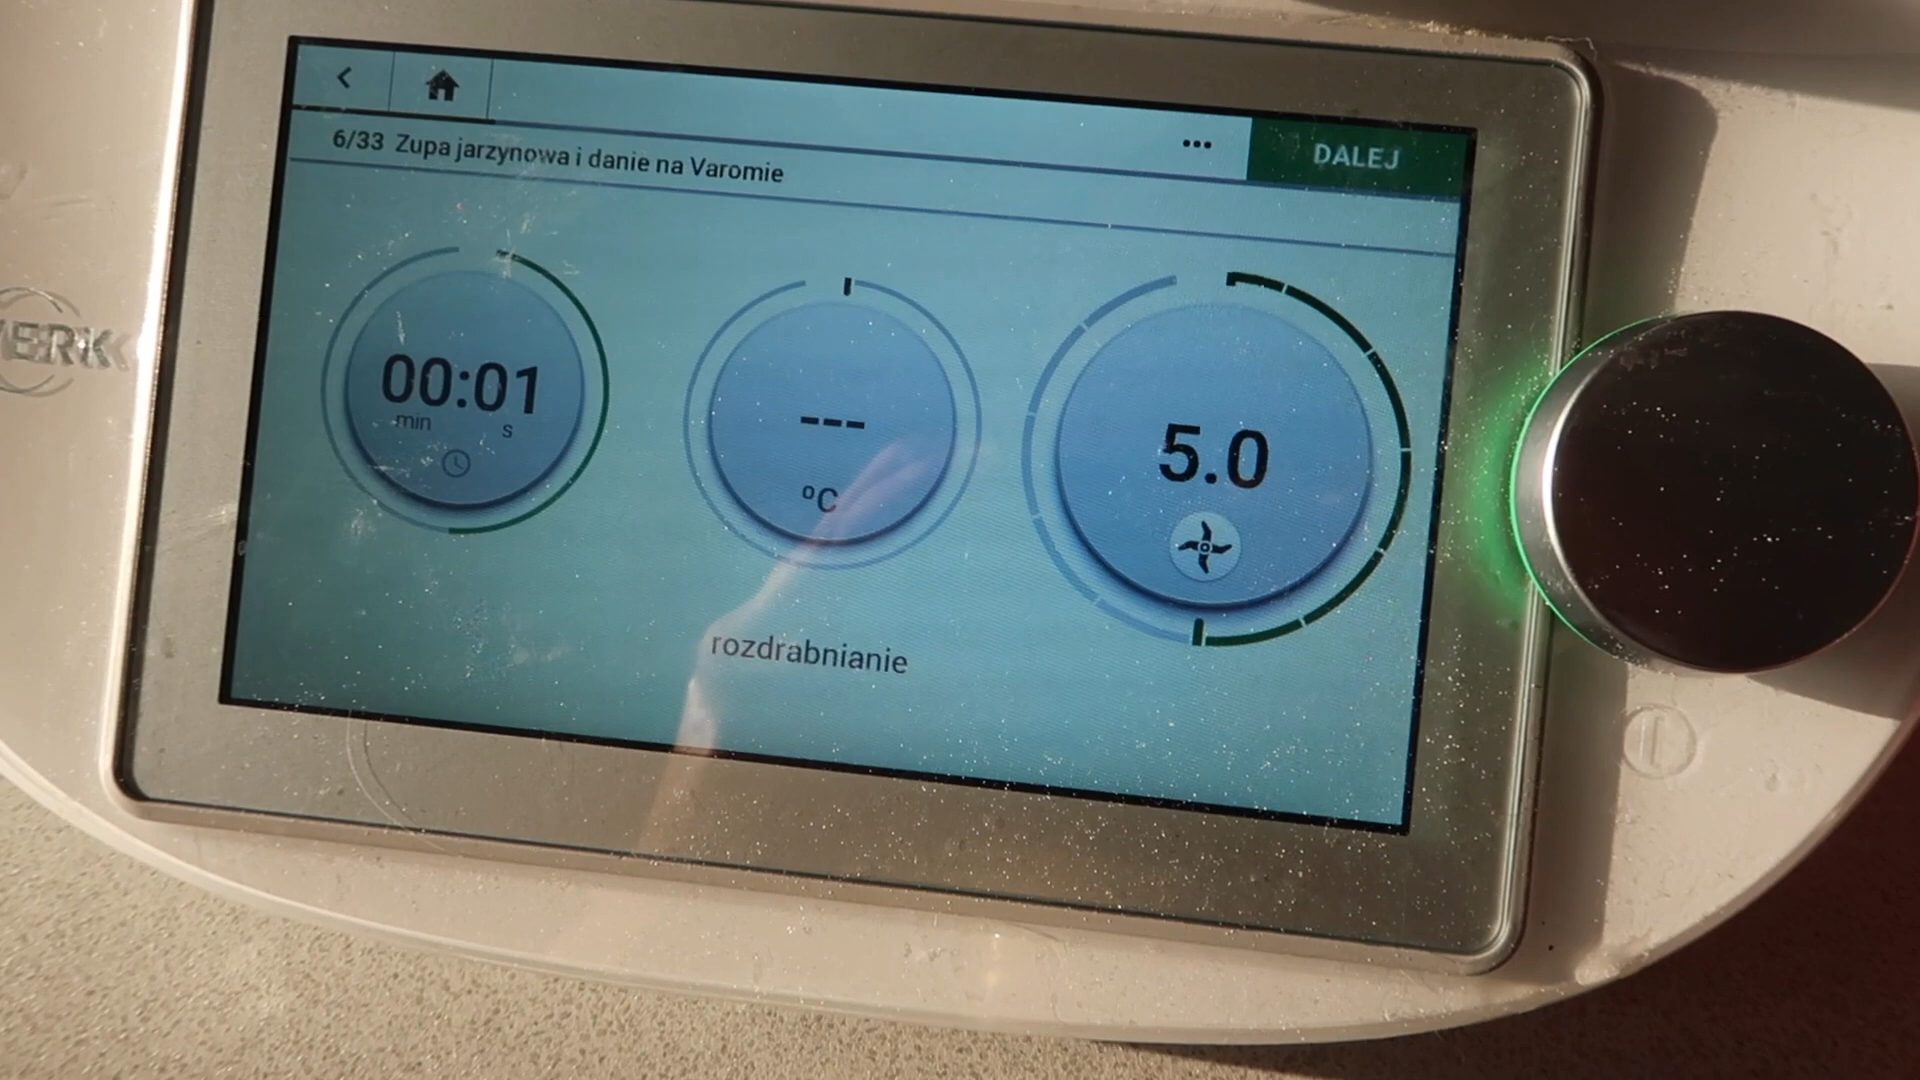 6/33 Zupa jarzynowa i danie na Varomie
...
DALEJ
00:01
min s
---
°C
5.0
rozdrabnianie